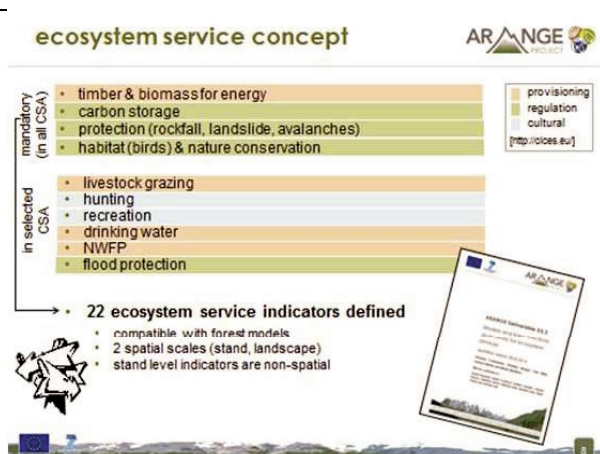 ecosystem service concept
ARANGE
PROJECT
mandatory
(in all CSA)
• timber & biomass for energy
• carbon storage
• protection (rockfall, landslide, avalanches)
• habitat (birds) & nature conservation
provisioning
regulation
cultural
[http://cices.eu/]
in selected
CSA
• livestock grazing
• hunting
• recreation
• drinking water
• NWFP
• flood protection
• 22 ecosystem service indicators defined
• compatible with forest models
• 2 spatial scales (stand, landscape)
• stand level indicators are non-spatial
ARANGE
8